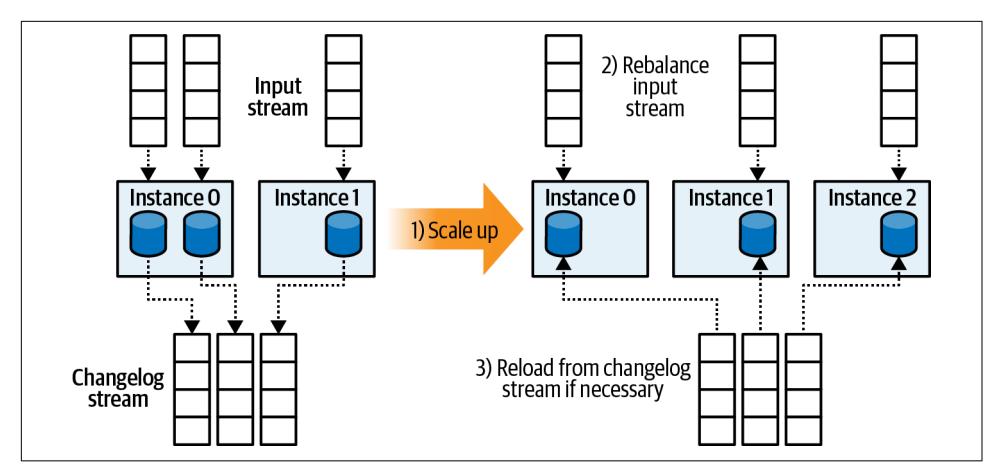 Input
stream
Instance 0
Instance 1
Changelog
stream
1) Scale up
2) Rebalance
input
stream
Instance 0
Instance 1
Instance 2
3) Reload from changelog
stream if necessary